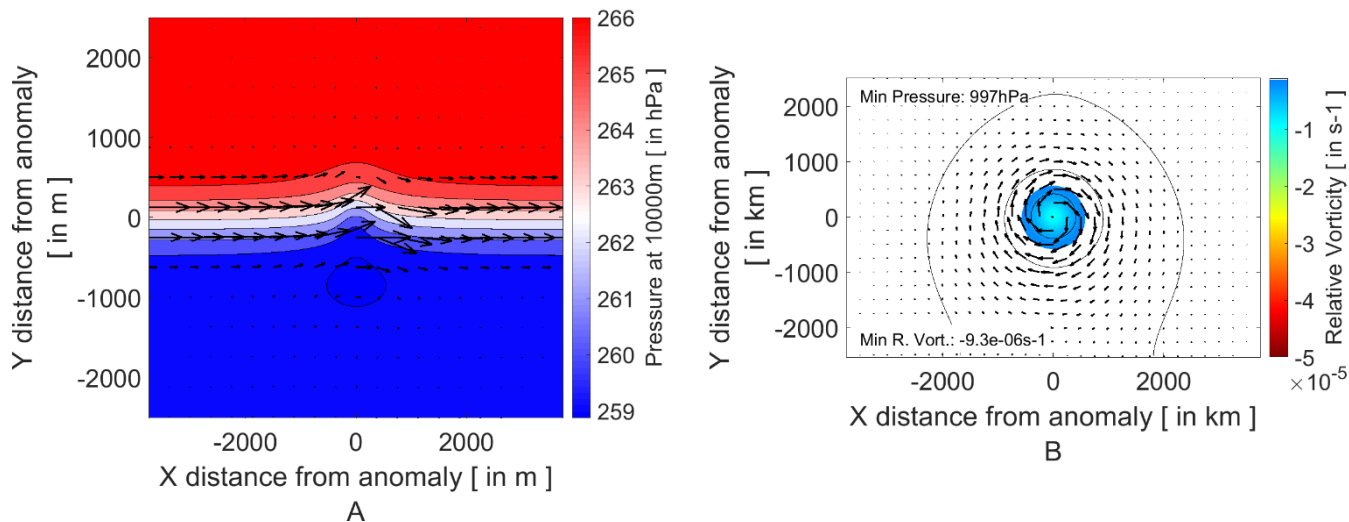 2000
1000
0
-1000
-2000
-2000
0
2000
Y distance from anomaly
[ in m ]
X distance from anomaly [ in m ]
A
266
265
264
263
262
261
260
259
Pressure at 10000m [ in hPa]
Min Pressure: 997hPa
Min R. Vort.: -9.3e-06s-1
2000
1000
0
-1000
-2000
-2000
0
2000
Y distance from anomaly
[ in km ]
X distance from anomaly [ in km ]
B
-1
-2
-3
-4
-5
×10-5
Relative Vorticity [ in s-1 ]